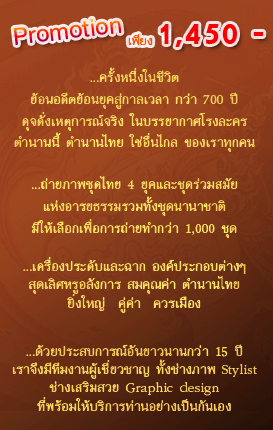 Promotion เพียง 1,450 -
...ครั้งหนึ่งในชีวิต
ย้อนอดีตย้อนยุคสู่กาลเวลา กว่า 700 ปี
ดุจดั่งเหตุการณ์จริง ในบรรยากาศโรงละคร
ตำนานนี้ ตำนานไทย ใช่อื่นไกล ของเราทุกคน
...ถ่ายภาพชุดไทย 4 ยุคและชุดร่วมสมัย
แห่งอารยธรรมรวมทั้งชุดนานาชาติ
มีให้เลือกเพื่อการถ่ายทำกว่า 1,000 ชุด
...เครื่องประดับและฉาก องค์ประกอบต่างๆ
สุดเลิศหรูอลังการ สมคุณค่า ตำนานไทย
ยิ่งใหญ่ คู่ค่า ควรเมือง
...ด้วยประสบการณ์อันยาวนานกว่า 15 ปี
เราจึงมีทีมงานผู้เชี่ยวชาญ ทั้งช่างภาพ Stylist
ช่างเสริมสวย Graphic design
ที่พร้อมให้บริการท่านอย่างเป็นกันเอง